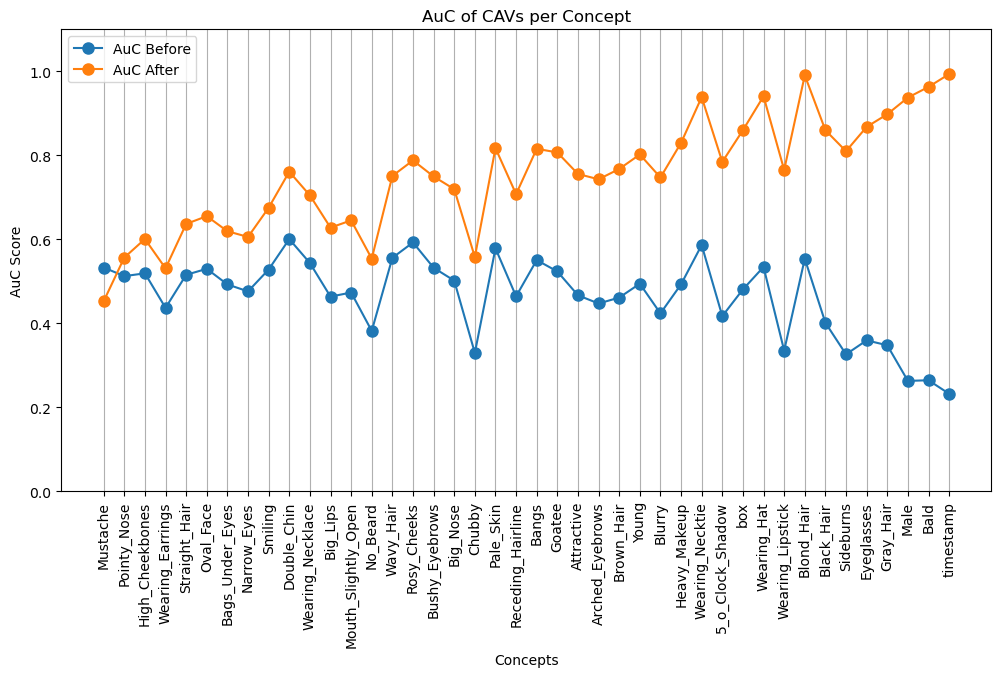 AuC of CAVs per Concept
AuC Before
AuC After
AuC Score
1.0
0.8
0.6
0.4
0.2
0.0
Mustache
Pointy_Nose
High_Cheekbones
Wearing_Earrings
Straight_Hair
Oval_Face
Bags_Under_Eyes
Narrow_Eyes
Smiling
Double_Chin
Wearing_Necklace
Big_Lips
Mouth_Slightly_Open
No_Beard
Wavy_Hair
Rosy_Cheeks
Bushy_Eyebrows
Big_Nose
Chubby
Pale_Skin
Receding_Hairline
Bangs
Goatee
Attractive
Arched_Eyebrows
Brown_Hair
Young
Blurry
Heavy_Makeup
Wearing_Necktie
5_o_Clock_Shadow
box
Wearing_Hat
Wearing_Lipstick
Blond_Hair
Black_Hair
Sideburns
Eyeglasses
Gray_Hair
Male
Bald
timestamp
Concepts